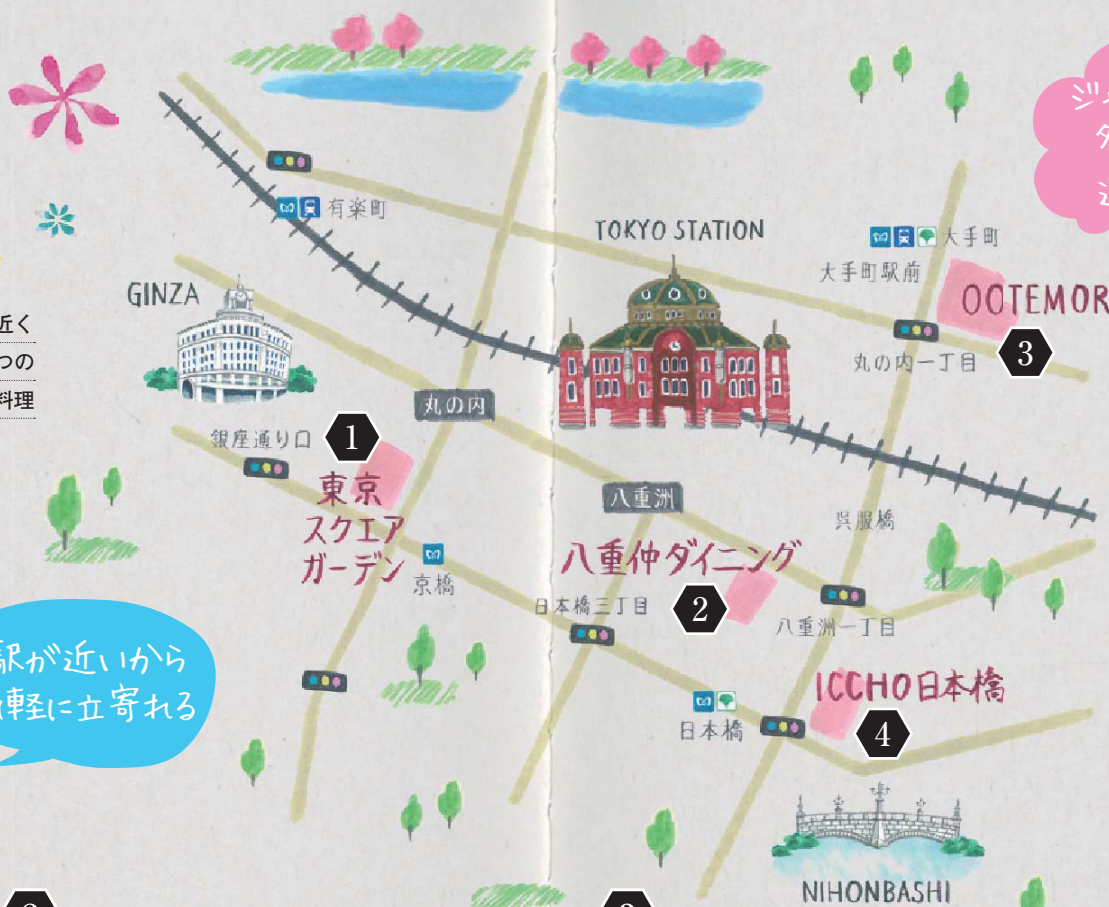 ジ
近く
つの
料理
有楽町
TOKYO STATION
大手町
大手町駅前
GINZA
OOTEMOR
3
丸の内一丁目
丸の内
銀座通り口
1
東京
スクエア
ガーデン
八重洲
呉服橋
京橋
八重仲ダイニング
日本橋三丁目
2
八重洲一丁目
駅が近いから
軽に立寄れる
ICCHO日本橋
日本橋
4
NIHONBASHI